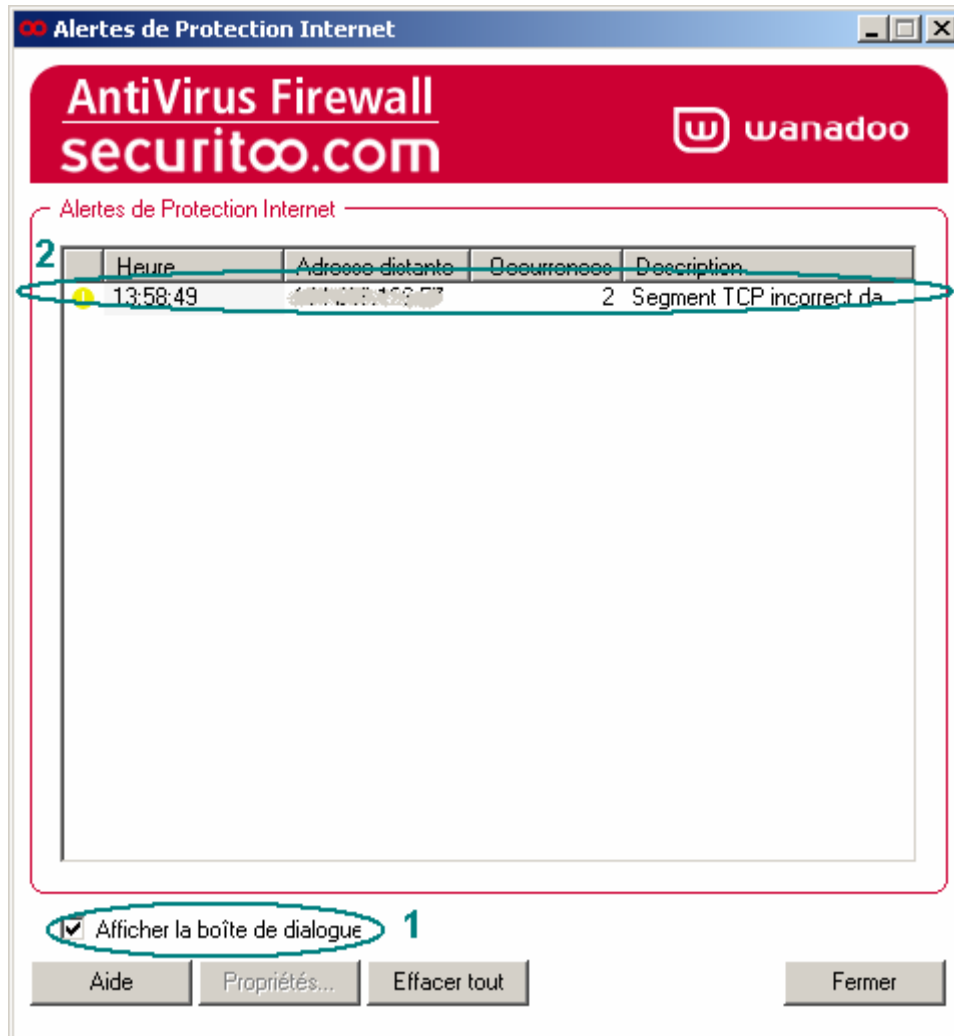 Alertes de Protection Internet
AntiVirus Firewall
securitoo.com
wanadoo
Alertes de Protection Internet
2
Heure Adresse distante Occurrences Description
13:58:49 2 Segment TCP incorrect da
Afficher la boîte de dialogue 1
Aide Propriétés... Effacer tout Fermer